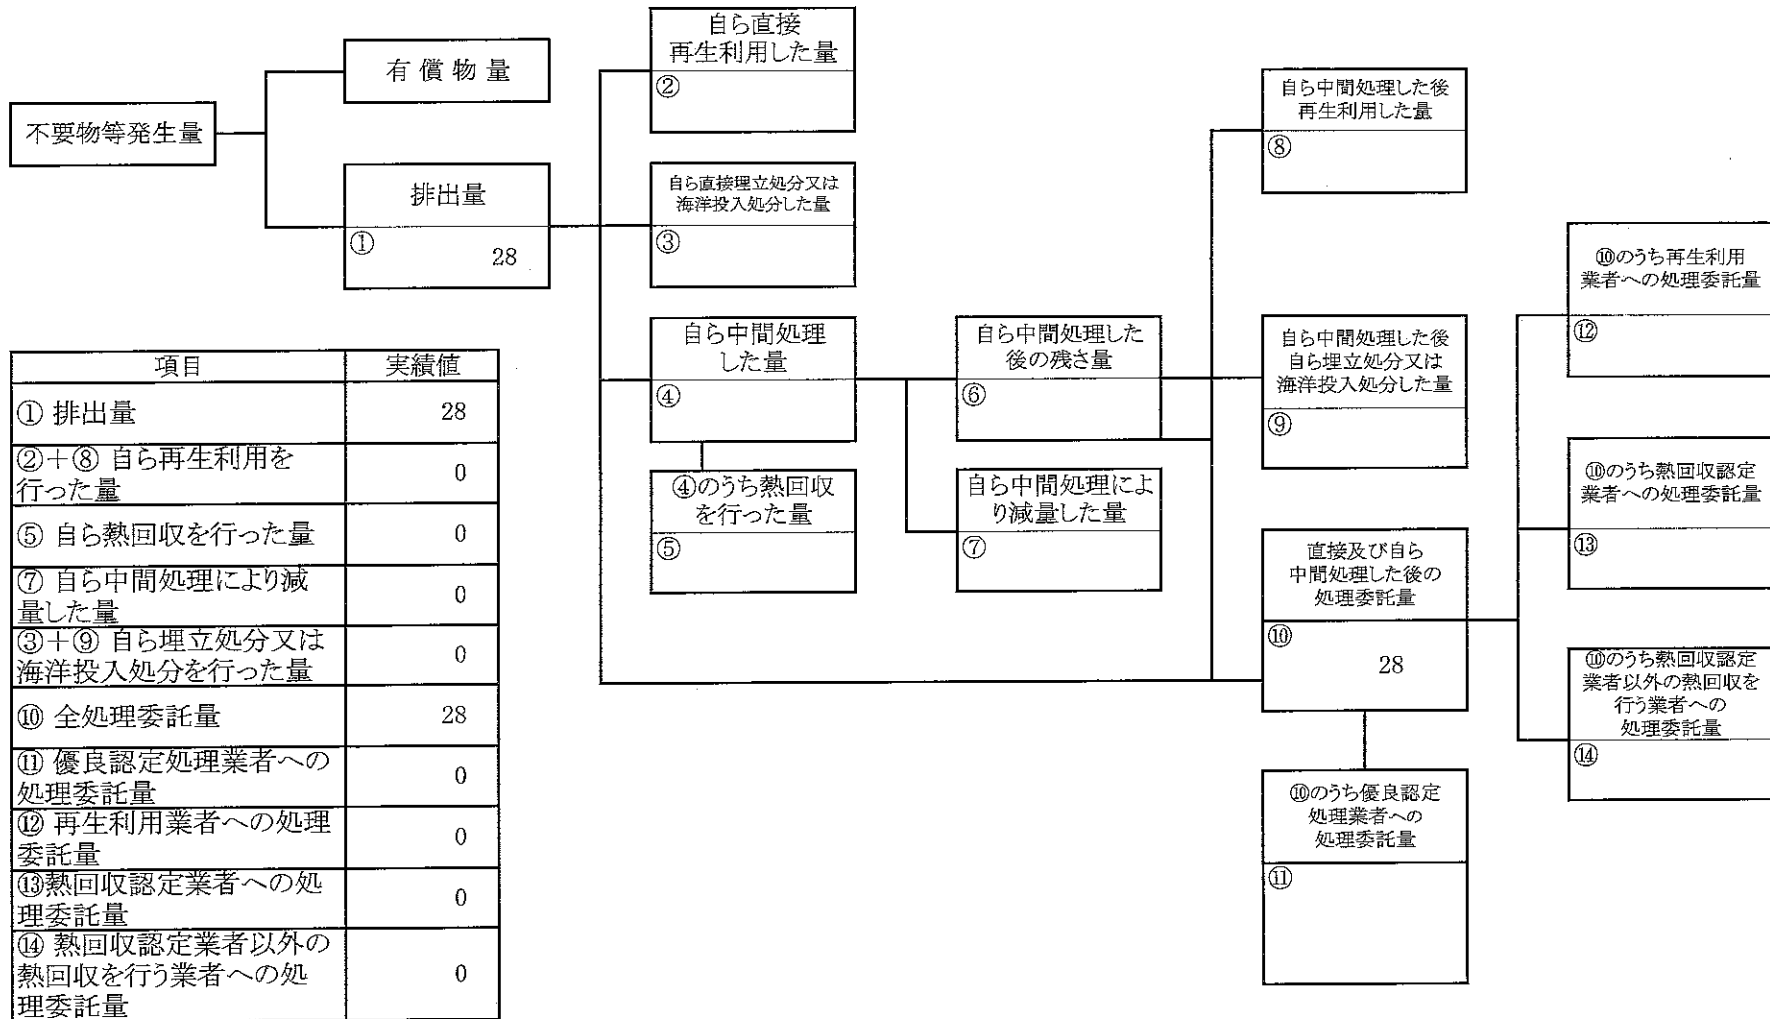 不要物等発生量
有償物量
排出量
①
28
自ら直接
再生利用した量
②
自ら直接埋立処分又は
海洋投入処分した量
③
自ら中間処理
した量
④
④のうち熱回収
を行った量
⑤
自ら中間処理した
後の残さ量
⑥
自ら中間処理によ
り減量した量
⑦
自ら中間処理した後
再生利用した量
⑧
自ら中間処理した後
自ら埋立処分又は
海洋投入処分した量
⑨
直接及び自ら
中間処理した後の
処理委託量
⑩
28
⑩のうち優良認定
処理業者への
処理委託量
⑪
⑩のうち再生利用
業者への処理委託量
⑫
⑩のうち熱回収認定
業者への処理委託量
⑬
⑩のうち熱回収認定
業者以外の熱回収を
行う業者への
処理委託量
⑭
項目 実績値
① 排出量 28
②+⑧ 自ら再生利用を
行った量 0
⑤ 自ら熱回収を行った量 0
⑦ 自ら中間処理により減
量した量 0
③+⑨ 自ら埋立処分又は
海洋投入処分を行った量 0
⑩ 全処理委託量 28
⑪ 優良認定処理業者への
処理委託量 0
⑫ 再生利用業者への処理
委託量 0
⑬熱回収認定業者への処
理委託量 0
⑭ 熱回収認定業者以外の
熱回収を行う業者への処
理委託量 0